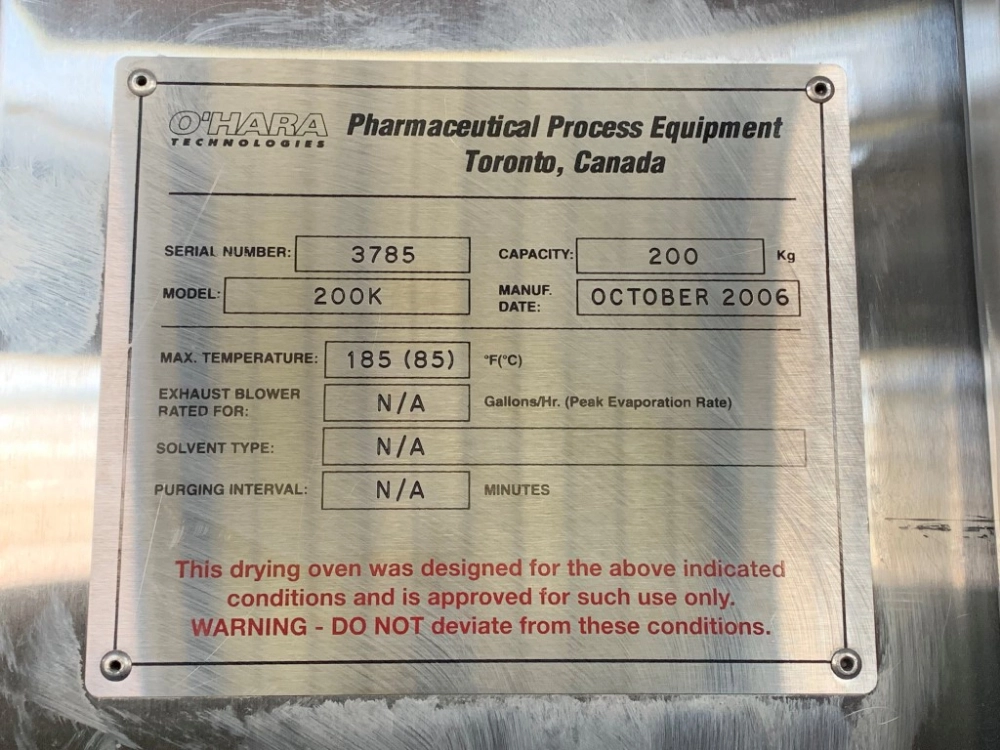 O'HARA TECHNOLOGIES Pharmaceutical Process Equipment
Toronto, Canada
SERIAL NUMBER: 3785 CAPACITY: 200 Kg
MODEL: 200K MANUF. DATE: OCTOBER 2006
MAX. TEMPERATURE: 185 (85) °F(°C)
EXHAUST BLOWER RATED FOR: N/A Gallons/Hr. (Peak Evaporation Rate)
SOLVENT TYPE: N/A
PURGING INTERVAL: N/A MINUTES
This drying oven was designed for the above indicated
conditions and is approved for such use only.
WARNING - DO NOT deviate from these conditions.